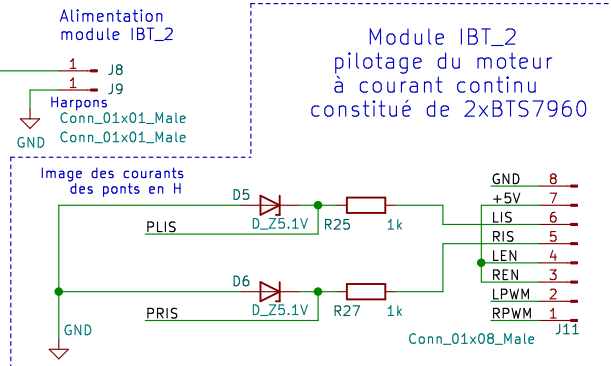 Alimentation
module IBT_2
1
J8
1
J9
Harpons
Conn_01x01_Male
Conn_01x01_Male
GND
Module IBT_2
pilotage du moteur
à courant continu
constitué de 2xBTS7960
Image des courants
des ponts en H
D5
D_Z5.1V
PLIS
R25
1k
D6
D_Z5.1V
PRIS
R27
1k
GND
GND 8
+5V 7
LIS 6
RIS 5
LEN 4
REN 3
LPWM 2
RPWM 1
J11
Conn_01x08_Male